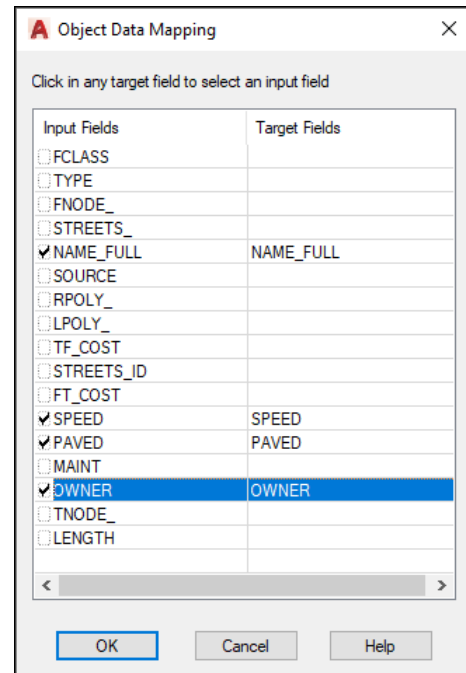 Object Data Mapping
Click in any target field to select an input field
Input Fields Target Fields
FCLASS
TYPE
FNODE_
STREETS_
NAME_FULL NAME_FULL
SOURCE
RPOLY_
LPOLY_
TF_COST
STREETS_ID
FT_COST
SPEED SPEED
PAVED PAVED
MAINT
OWNER OWNER
TNODE_
LENGTH
OK Cancel Help